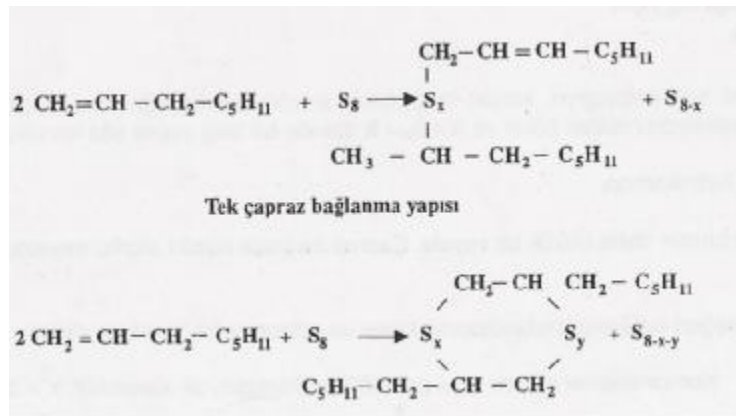 CH₂–CH = CH – C₅H₁₁
2 CH₂=CH – CH₂–C₅H₁₁ + S₈ → Sₓ + S₈₋ₓ
CH₃ – CH – CH₂– C₅H₁₁
Tek çapraz bağlanma yapısı
CH₂– CH CH₂ – C₅H₁₁
2 CH₂ = CH–CH₂– C₅H₁₁ + S₈ → Sₓ Sᵧ + S₈₋ₓ₋ᵧ
C₅H₁₁–CH₂ – CH – CH₂